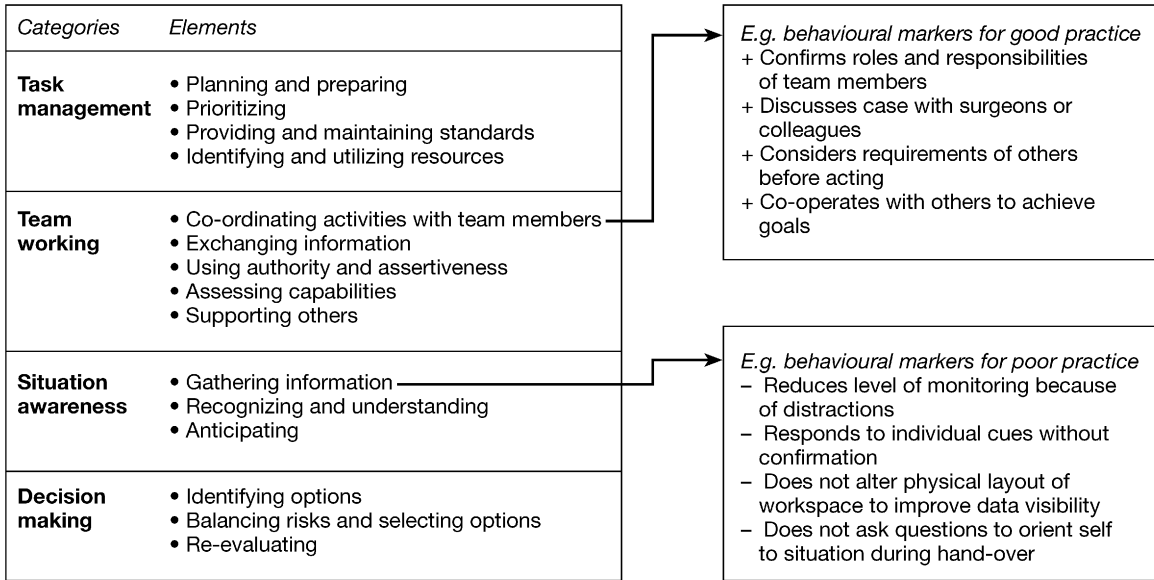 Categories Elements
Task
management
• Planning and preparing
• Prioritizing
• Providing and maintaining standards
• Identifying and utilizing resources
Team
working
• Co-ordinating activities with team members
• Exchanging information
• Using authority and assertiveness
• Assessing capabilities
• Supporting others
Situation
awareness
• Gathering information
• Recognizing and understanding
• Anticipating
Decision
making
• Identifying options
• Balancing risks and selecting options
• Re-evaluating
E.g. behavioural markers for good practice
+ Confirms roles and responsibilities
of team members
+ Discusses case with surgeons or
colleagues
+ Considers requirements of others
before acting
+ Co-operates with others to achieve
goals
E.g. behavioural markers for poor practice
– Reduces level of monitoring because
of distractions
– Responds to individual cues without
confirmation
– Does not alter physical layout of
workspace to improve data visibility
– Does not ask questions to orient self
to situation during hand-over